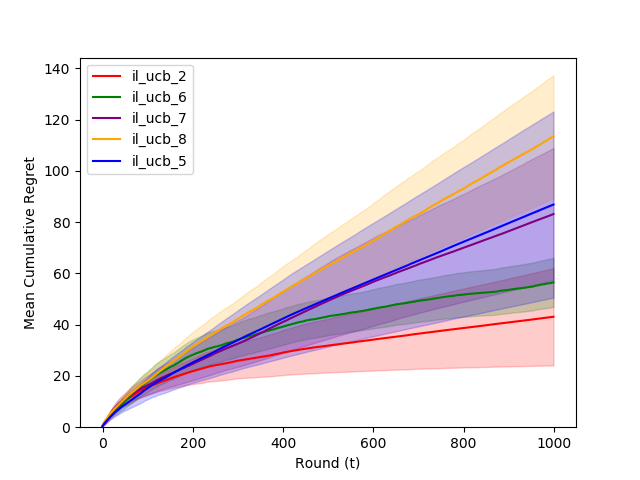 140
120
100
80
60
40
20
0
Mean Cumulative Regret
il_ucb_2
il_ucb_6
il_ucb_7
il_ucb_8
il_ucb_5
0 200 400 600 800 1000
Round (t)